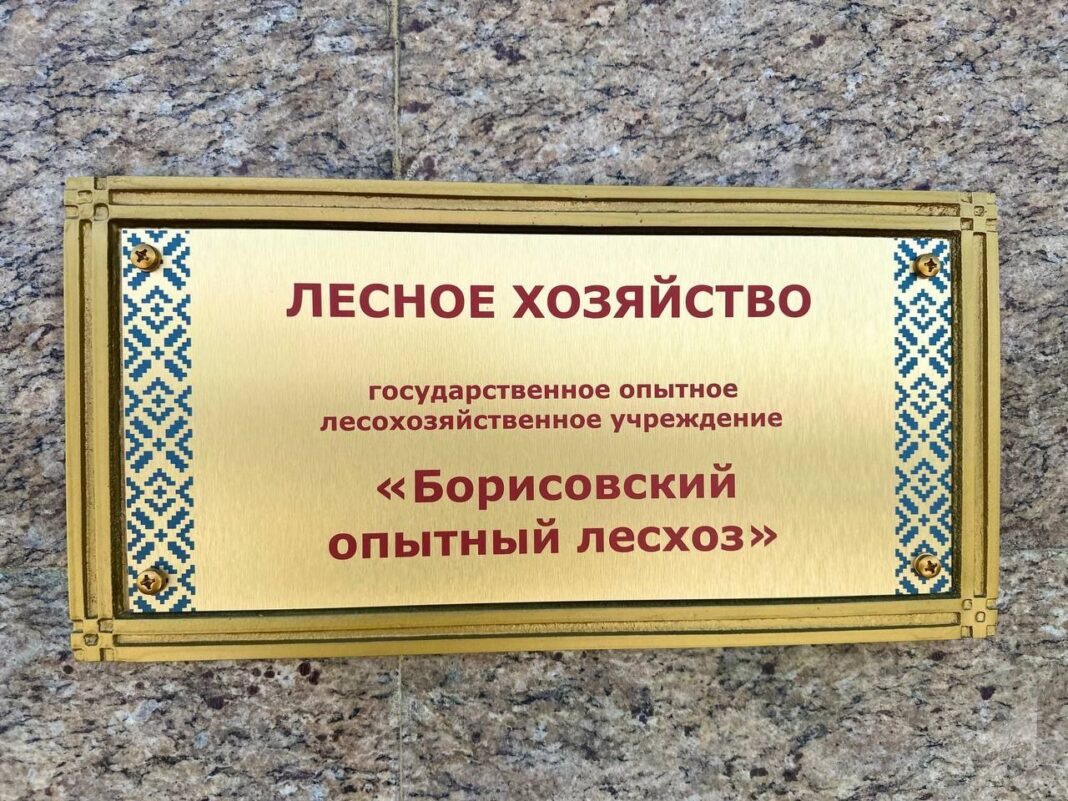 ЛЕСНОЕ ХОЗЯЙСТВО
государственное опытное
лесохозяйственное учреждение
«Борисовский
опытный лесхоз»